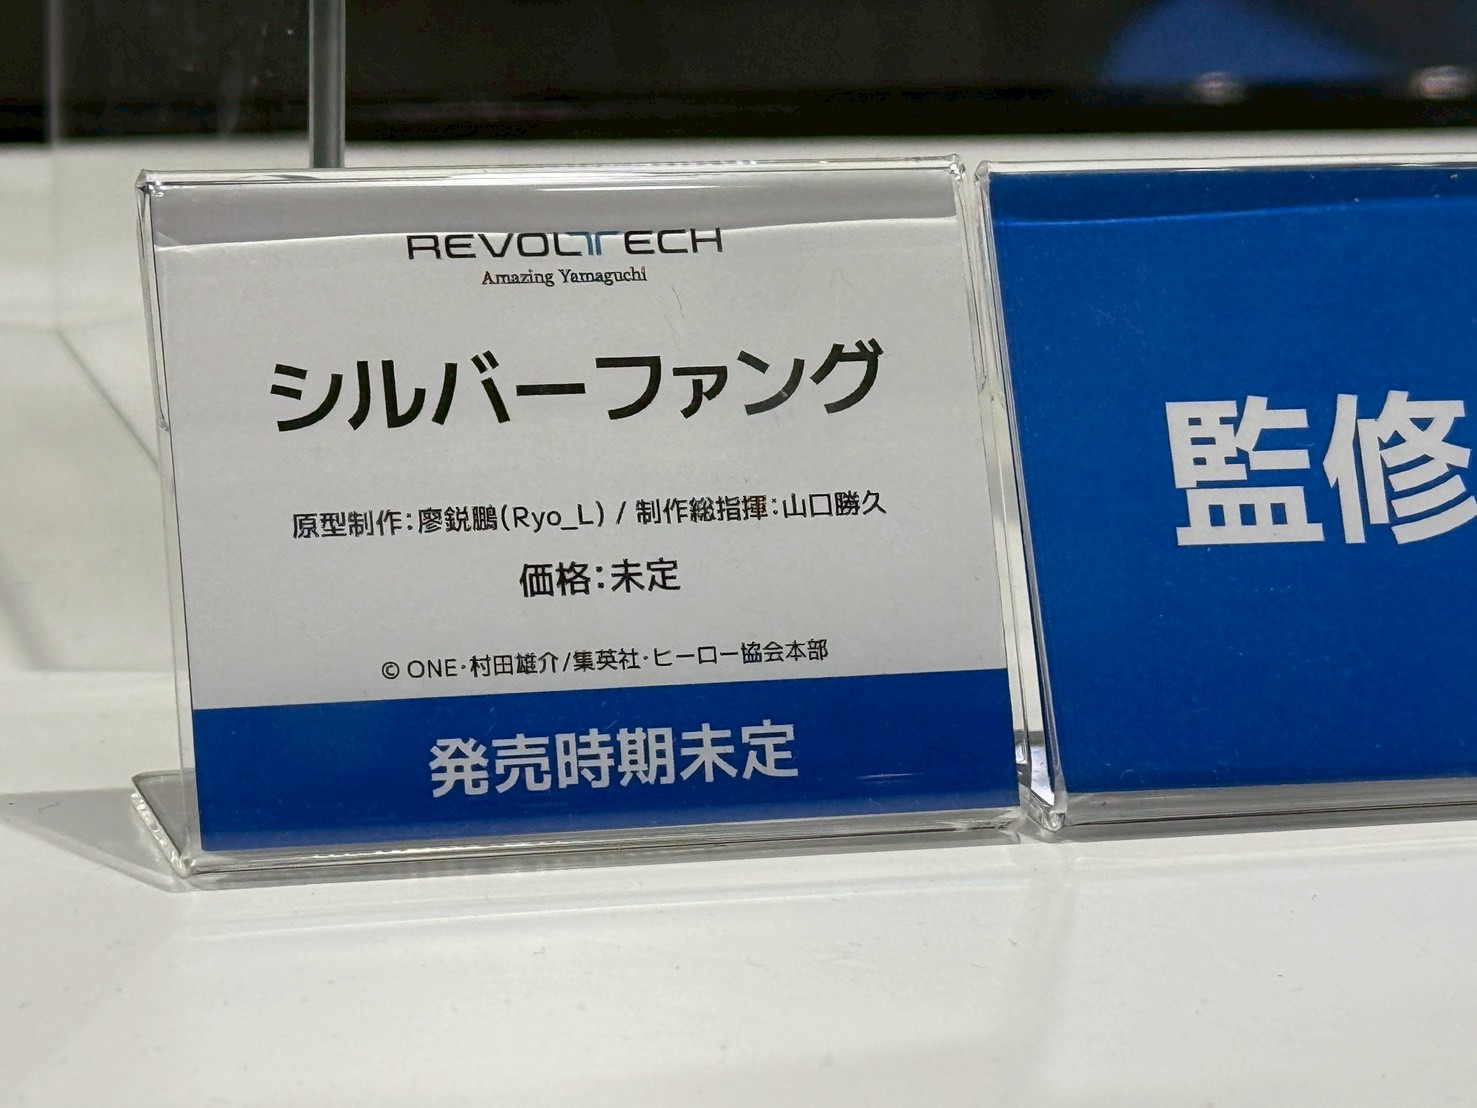 REVOLTECH
Amazing Yamaguchi
シルバーファング
原型制作：廖鋭鵬(Ryo_L) / 制作総指揮：山口勝久
価格：未定
© ONE・村田雄介/集英社・ヒーロー協会本部
発売時期未定
監修